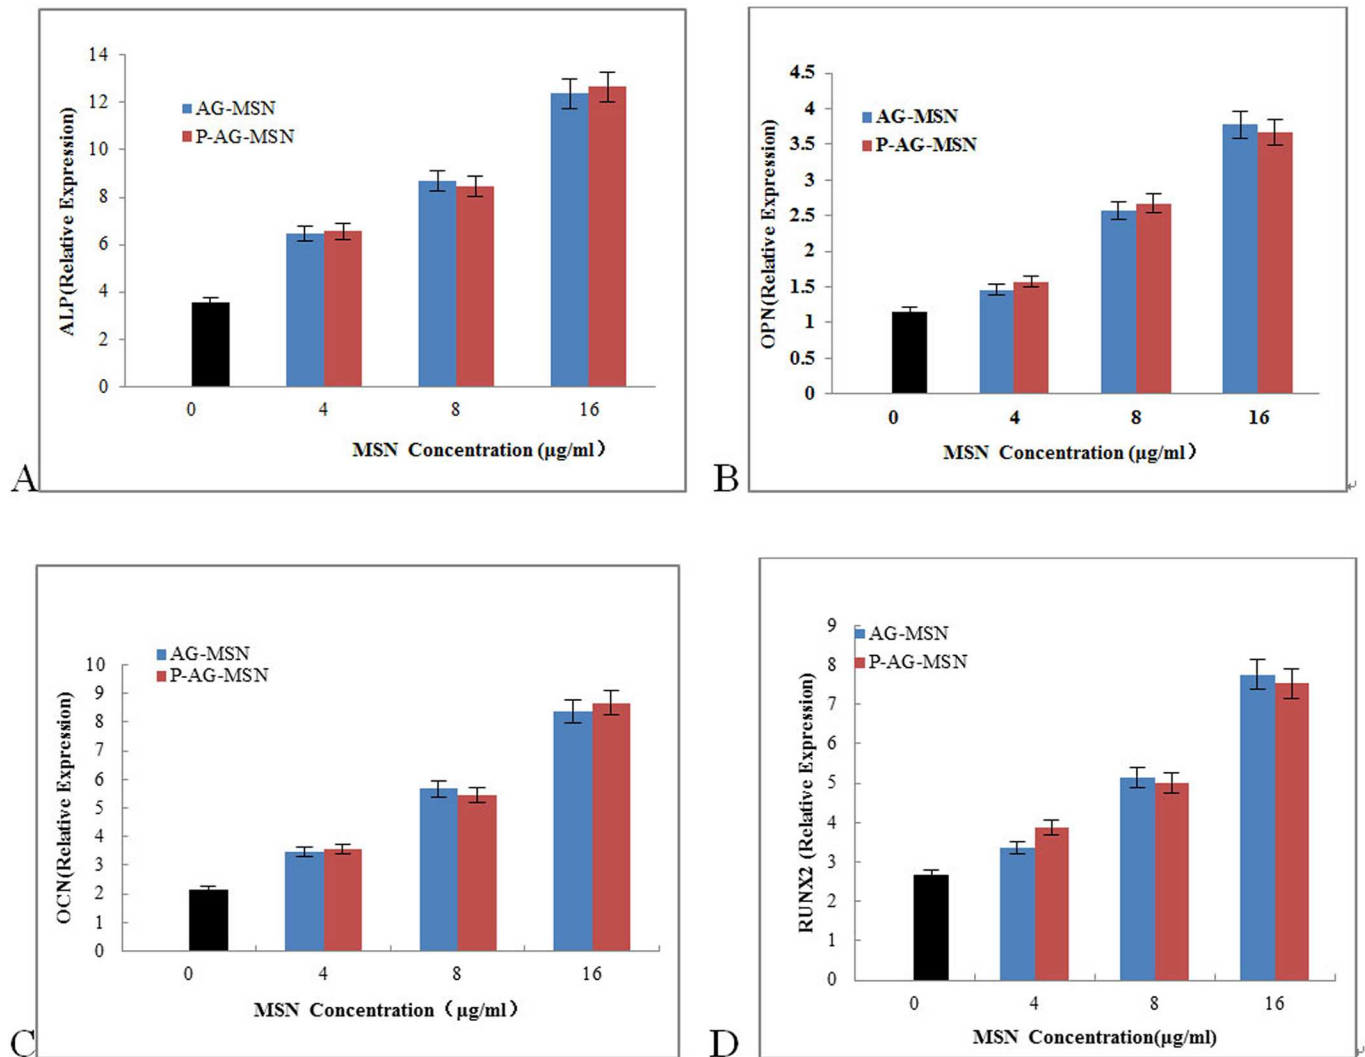 14
12
10
8
6
4
2
0
ALP(Relative Expression)
AG-MSN
P-AG-MSN
0 4 8 16
MSN Concentration (μg/ml)
A
4.5
4
3.5
3
2.5
2
1.5
1
0.5
0
OPN(Relative Expression)
AG-MSN
P-AG-MSN
0 4 8 16
MSN Concentration (μg/ml)
B
10
9
8
7
6
5
4
3
2
1
0
OCN(Relative Expression)
AG-MSN
P-AG-MSN
0 4 8 16
MSN Concentration (μg/ml)
C
9
8
7
6
5
4
3
2
1
0
RUNX2 (Relative Expression)
AG-MSN
P-AG-MSN
0 4 8 16
MSN Concentration(μg/ml)
D